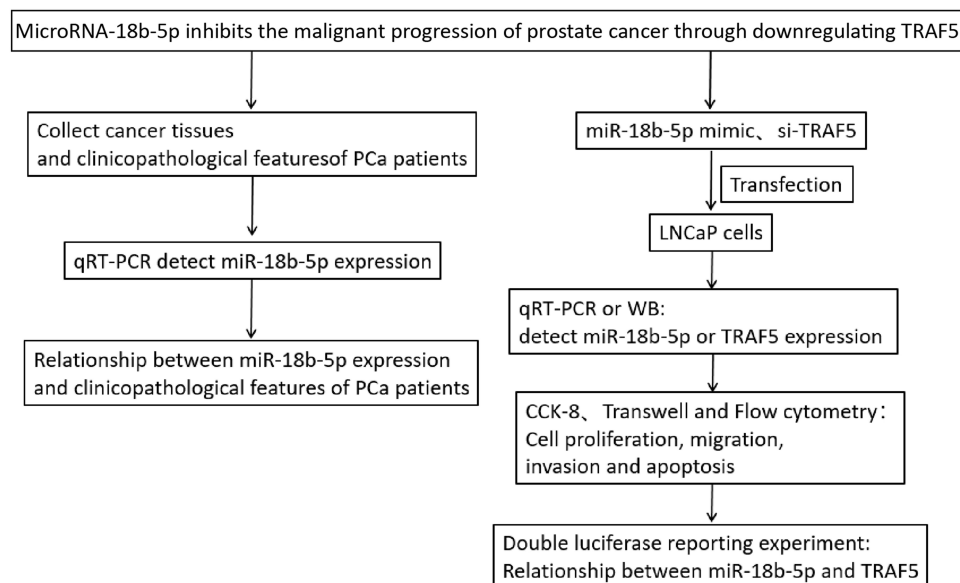 MicroRNA-18b-5p inhibits the malignant progression of prostate cancer through downregulating TRAF5
Collect cancer tissues
and clinicopathological featuresof PCa patients
qRT-PCR detect miR-18b-5p expression
Relationship between miR-18b-5p expression
and clinicopathological features of PCa patients
miR-18b-5p mimic、si-TRAF5
Transfection
LNCaP cells
qRT-PCR or WB:
detect miR-18b-5p or TRAF5 expression
CCK-8、Transwell and Flow cytometry：
Cell proliferation, migration,
invasion and apoptosis
Double luciferase reporting experiment:
Relationship between miR-18b-5p and TRAF5